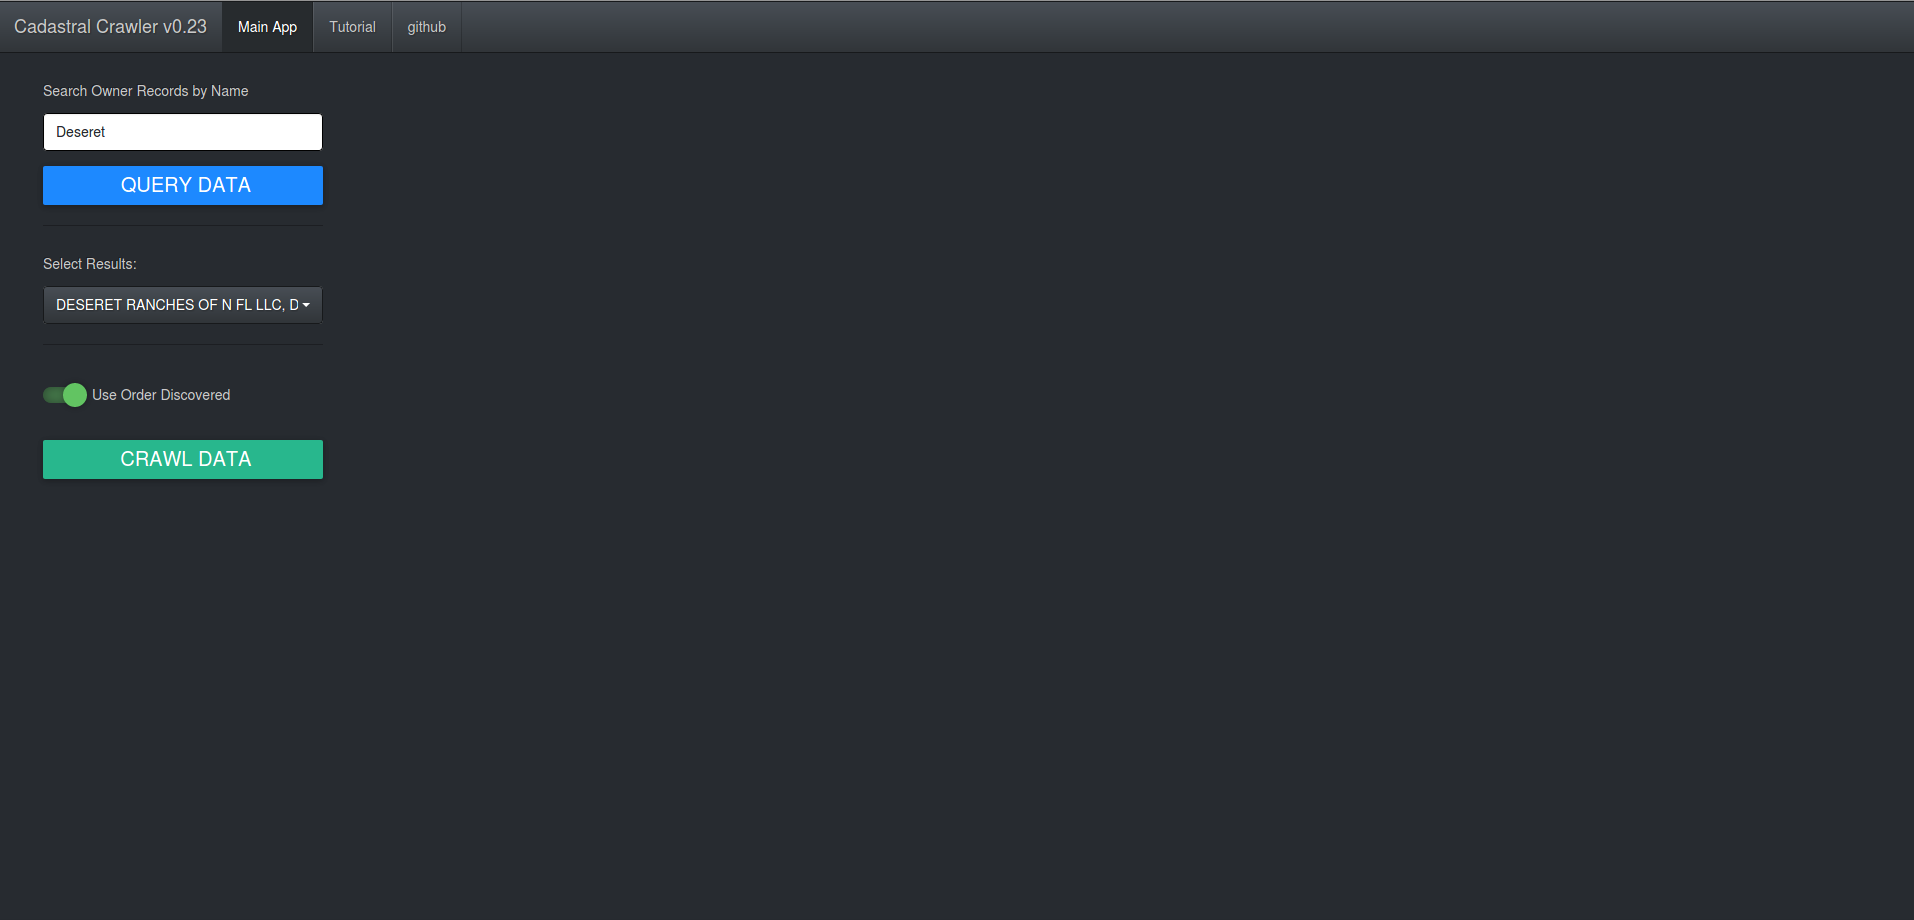 Cadastral Crawler v0.23 Main App Tutorial github
Search Owner Records by Name
Deseret
QUERY DATA
Select Results:
DESERET RANCHES OF N FL LLC, D
Use Order Discovered
CRAWL DATA